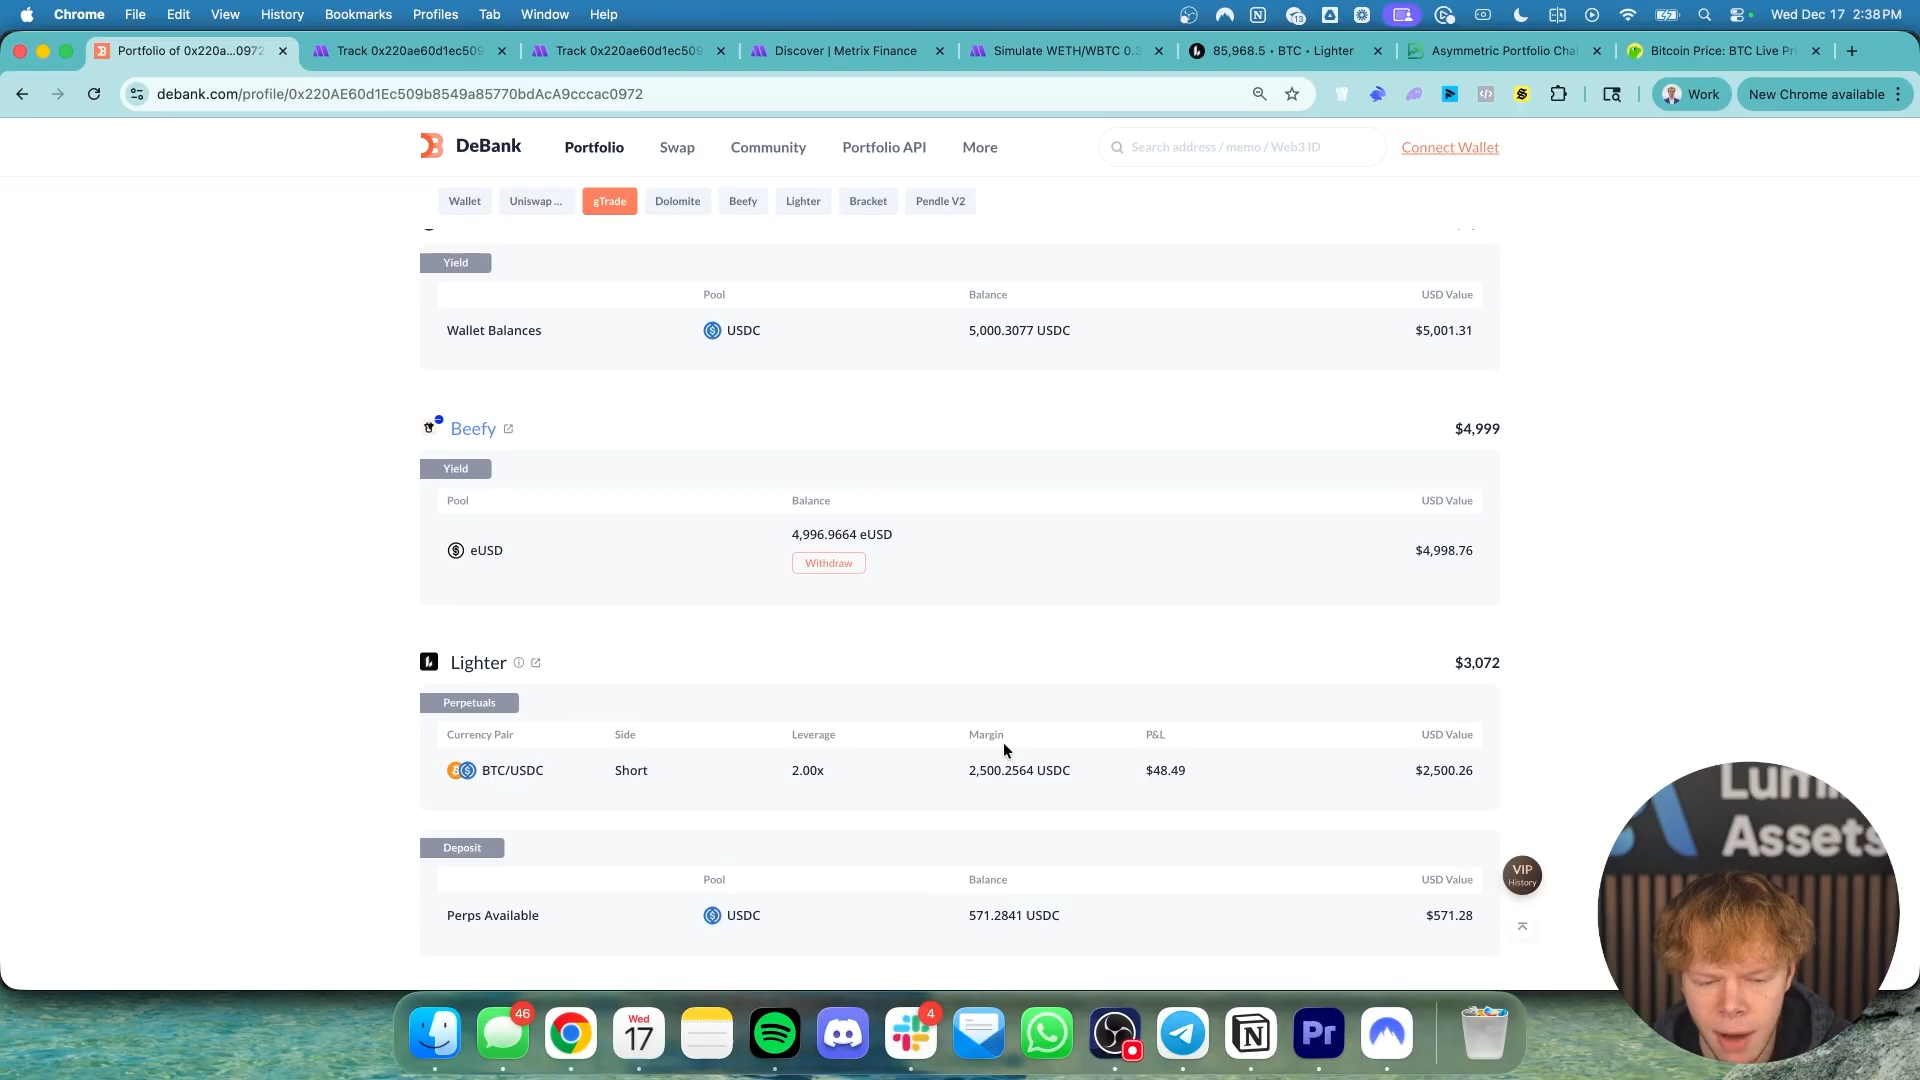 Chrome File Edit View History Bookmarks Profiles Tab Window Help 13 Wed Dec 17 2:38 PM
Portfolio of 0x220a...0972 Track 0x220ae60d1ec509 Track 0x220ae60d1ec509 Discover | Metrix Finance Simulate WETH/WBTC 0.3 85,968.5 • BTC • Lighter Asymmetric Portfolio Cha Bitcoin Price: BTC Live Pri
debank.com/profile/0x220AE60d1Ec509b8549a85770bdAcA9cccac0972 Work New Chrome available
DeBank Portfolio Swap Community Portfolio API More Search address / memo / Web3 ID Connect Wallet
Wallet Uniswap ... gTrade Dolomite Beefy Lighter Bracket Pendle V2
Yield
Pool Balance USD Value
Wallet Balances USDC 5,000.3077 USDC $5,001.31
Beefy $4,999
Yield
Pool Balance USD Value
4,996.9664 eUSD
eUSD $4,998.76
Withdraw
Lighter $3,072
Perpetuals
Currency Pair Side Leverage Margin P&L USD Value
BTC/USDC Short 2.00x 2,500.2564 USDC $48.49 $2,500.26
Deposit
Pool Balance USD Value
Perps Available USDC 571.2841 USDC $571.28
VIP
History
Assets
46 4
Wed
17
Pr